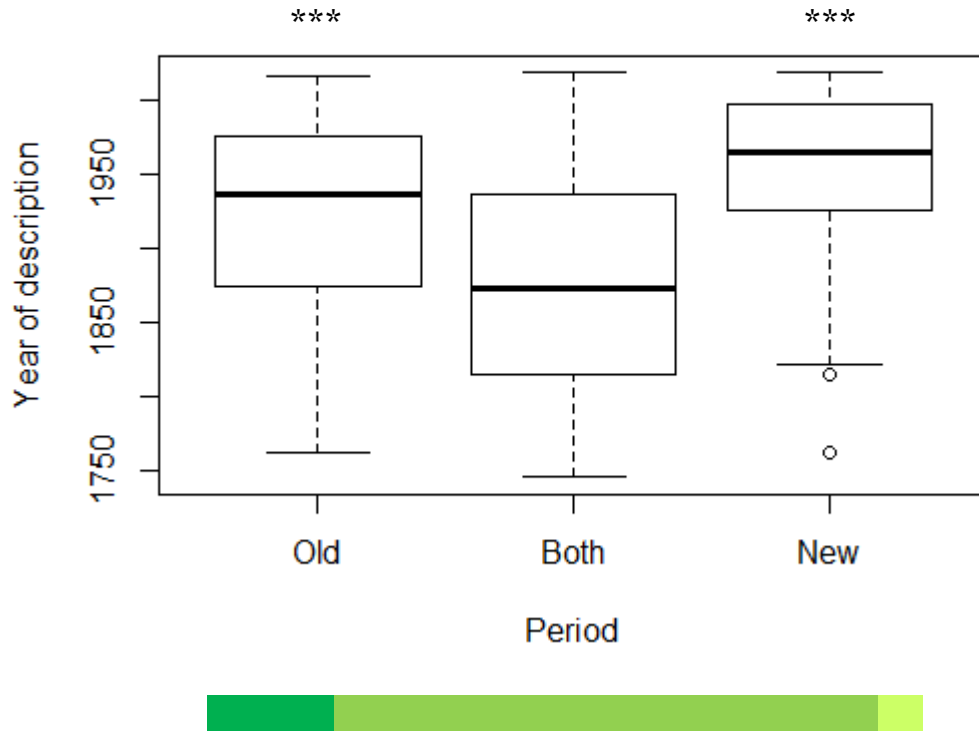 *** ***
Year of description
1950
1850
1750
Old Both New
Period